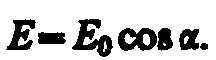 E = E₀ cos α.